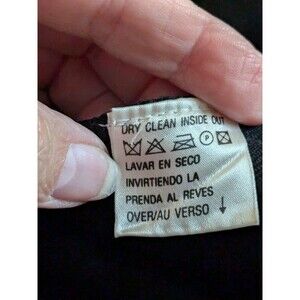 DRY CLEAN INSIDE OUT
P
LAVAR EN SECO
INVIRTIENDO LA
PRENDA AL REVES
OVER/AU VERSO ↓